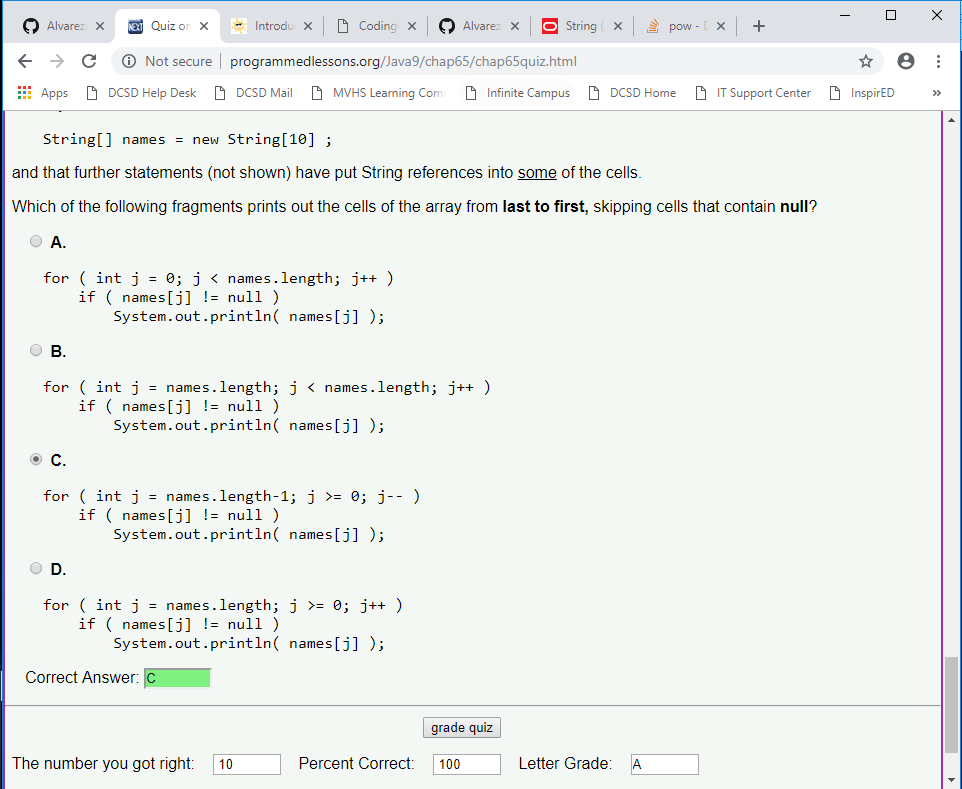 Alvarez
Quiz or
Introdu
Coding
Alvarez
String (
pow -
Not secure | programmedlessons.org/Java9/chap65/chap65quiz.html
Apps DCSD Help Desk DCSD Mail MVHS Learning Com Infinite Campus DCSD Home IT Support Center InspirED »
String[] names = new String[10] ;
and that further statements (not shown) have put String references into some of the cells.
Which of the following fragments prints out the cells of the array from last to first, skipping cells that contain null?
A.
for ( int j = 0; j < names.length; j++ )
if ( names[j] != null )
System.out.println( names[j] );
B.
for ( int j = names.length; j < names.length; j++ )
if ( names[j] != null )
System.out.println( names[j] );
C.
for ( int j = names.length-1; j >= 0; j-- )
if ( names[j] != null )
System.out.println( names[j] );
D.
for ( int j = names.length; j >= 0; j++ )
if ( names[j] != null )
System.out.println( names[j] );
Correct Answer: C
grade quiz
The number you got right: 10 Percent Correct: 100 Letter Grade: A